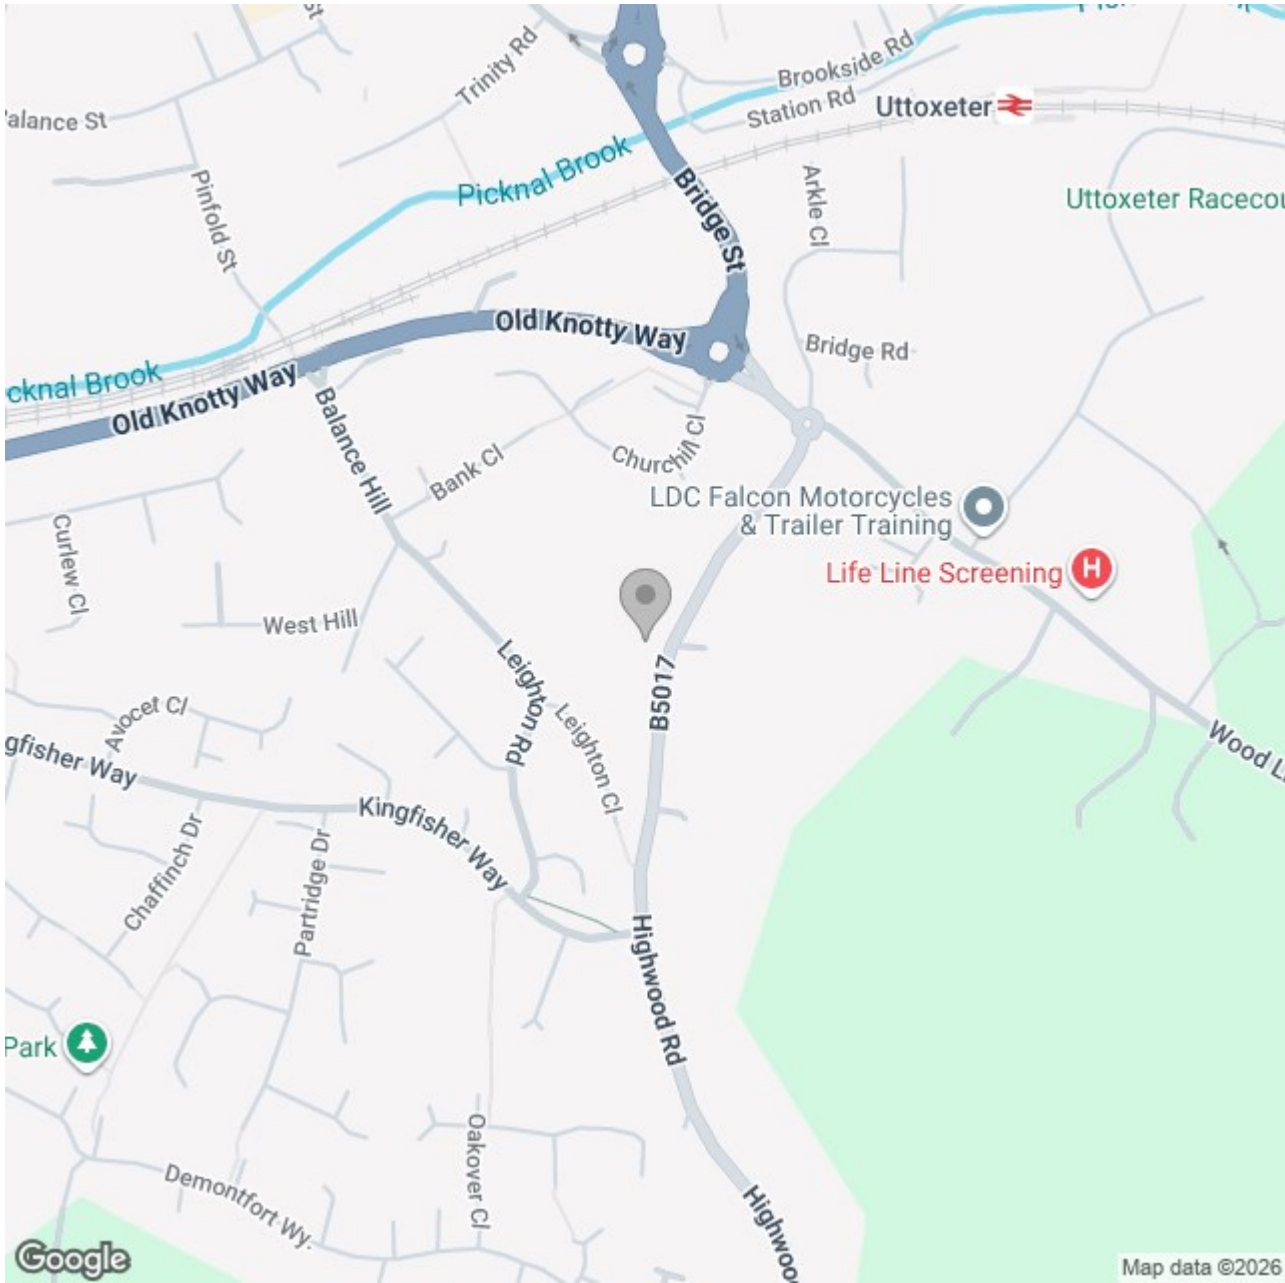 Trinity Rd
Brookside Rd
Station Rd
Uttoxeter
alance St
St
Picknal Brook
Pinfold St
Bridge St
Arkle Cl
Uttoxeter Racecou
Old Knotty Way
Bridge Rd
cknal Brook
Old Knotty Way
Balance Hill
Bank Cl
Churchill Cl
LDC Falcon Motorcycles
& Trailer Training
Life Line Screening
H
Curlew Cl
West Hill
Leighton Rd
Leighton Cl
B5017
Avocet Cl
gfisher Way
Wood L
Kingfisher Way
Chaffinch Dr
Partridge Dr
Highwood Rd
Park
Oakover Cl
Demontfort Wy.
Highwoo
Google
Map data ©2026